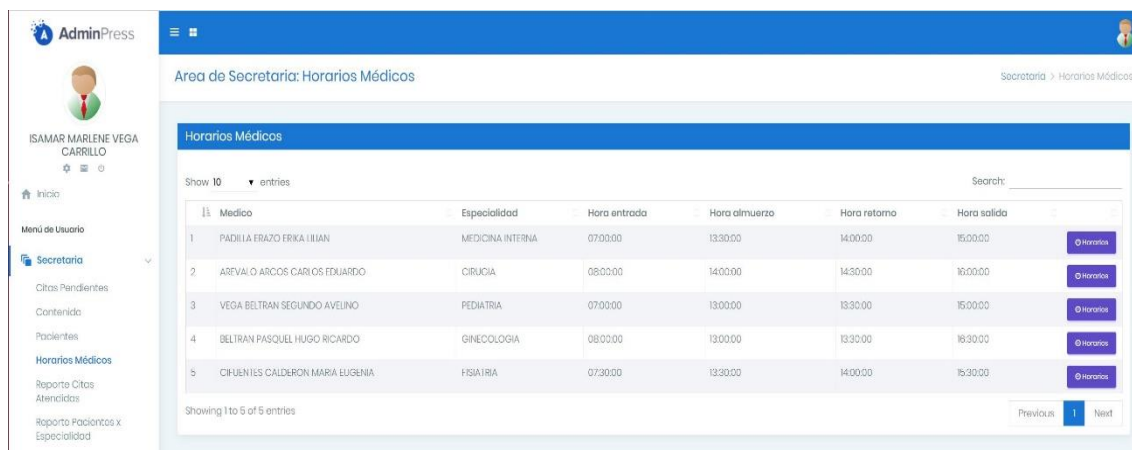 AdminPress
Area de Secretaria: Horarios Médicos
Secretaria > Horarios Médicos
ISAMAR MARLENE VEGA
CARRILLO
Inicio
Menú de Usuario
Secretaria
Citas Pendientes
Contenido
Pacientes
Horarios Médicos
Reporte Citas
Atendidas
Reporte Pacientes x
Especialidad
Horarios Médicos
Show 10 entries
Search:
Medico Especialidad Hora entrada Hora almuerzo Hora retorno Hora salida
1 PADILLA ERAZO ERIKA LILIAN MEDICINA INTERNA 07:00:00 13:30:00 14:00:00 15:00:00 Horarios
2 AREVALO ARCOS CARLOS EDUARDO CIRUGIA 08:00:00 14:00:00 14:30:00 16:00:00 Horarios
3 VEGA BELTRAN SEGUNDO AVELINO PEDIATRIA 07:00:00 13:00:00 13:30:00 15:00:00 Horarios
4 BELTRAN PASQUEL HUGO RICARDO GINECOLOGIA 08:00:00 13:00:00 13:30:00 16:30:00 Horarios
5 CIFUENTES CALDERON MARIA EUGENIA FISIATRIA 07:30:00 13:30:00 14:00:00 15:30:00 Horarios
Showing 1 to 5 of 5 entries
Previous 1 Next